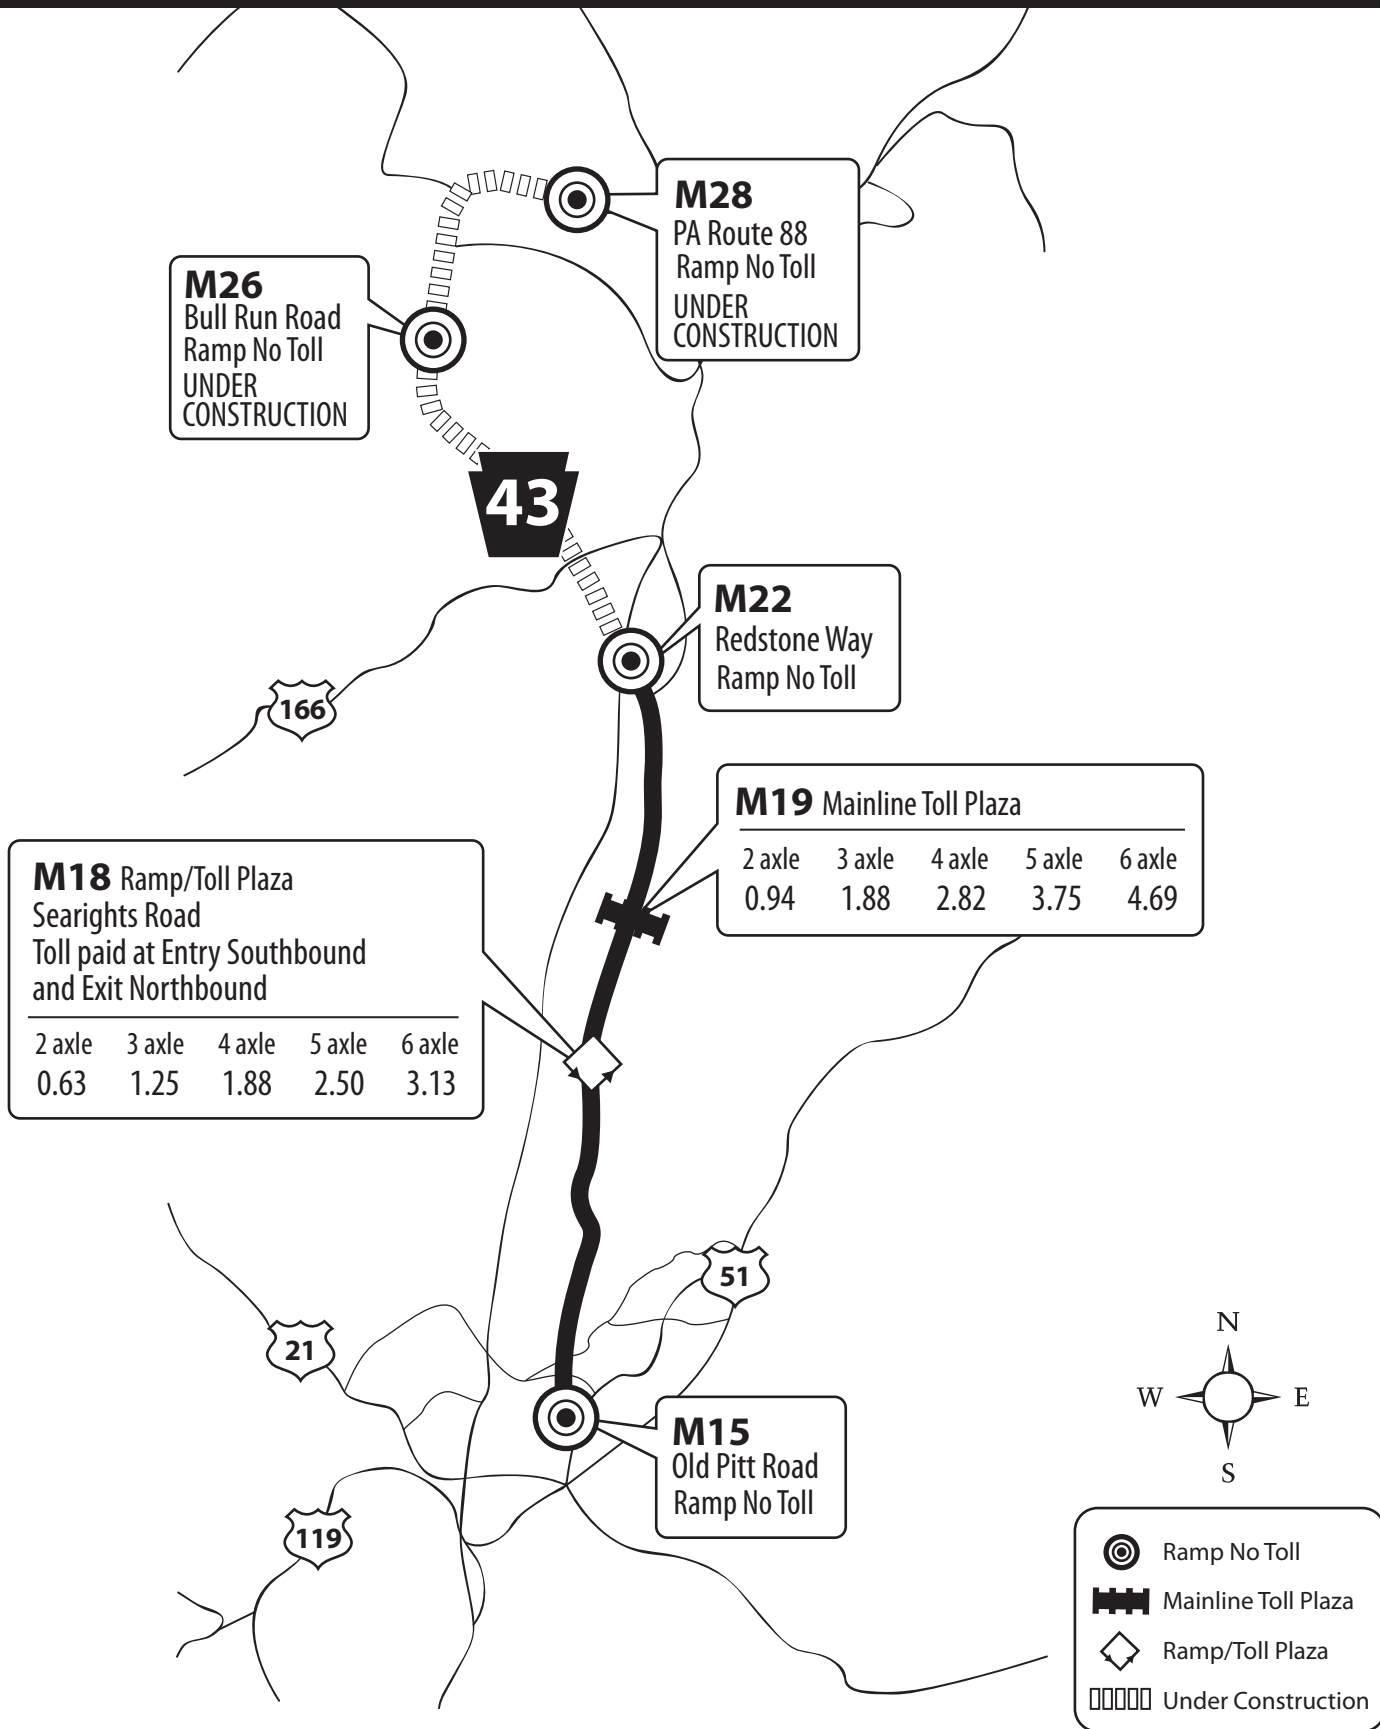 M28
PA Route 88
Ramp No Toll
UNDER
CONSTRUCTION
M26
Bull Run Road
Ramp No Toll
UNDER
CONSTRUCTION
43
M22
Redstone Way
Ramp No Toll
166
M19 Mainline Toll Plaza
2 axle 3 axle 4 axle 5 axle 6 axle
0.94 1.88 2.82 3.75 4.69
M18 Ramp/Toll Plaza
Searights Road
Toll paid at Entry Southbound
and Exit Northbound
2 axle 3 axle 4 axle 5 axle 6 axle
0.63 1.25 1.88 2.50 3.13
51
21
M15
Old Pitt Road
Ramp No Toll
119
N
W E
S
Ramp No Toll
Mainline Toll Plaza
Ramp/Toll Plaza
Under Construction